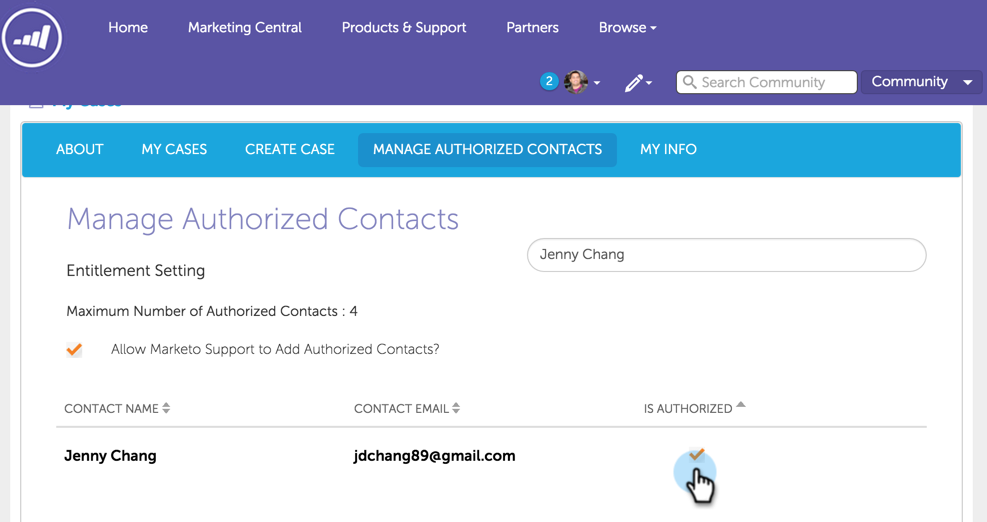 Home Marketing Central Products & Support Partners Browse
2 Search Community Community
My Cases
ABOUT MY CASES CREATE CASE MANAGE AUTHORIZED CONTACTS MY INFO
Manage Authorized Contacts
Jenny Chang
Entitlement Setting
Maximum Number of Authorized Contacts : 4
Allow Marketo Support to Add Authorized Contacts?
CONTACT NAME CONTACT EMAIL IS AUTHORIZED
Jenny Chang jdchang89@gmail.com